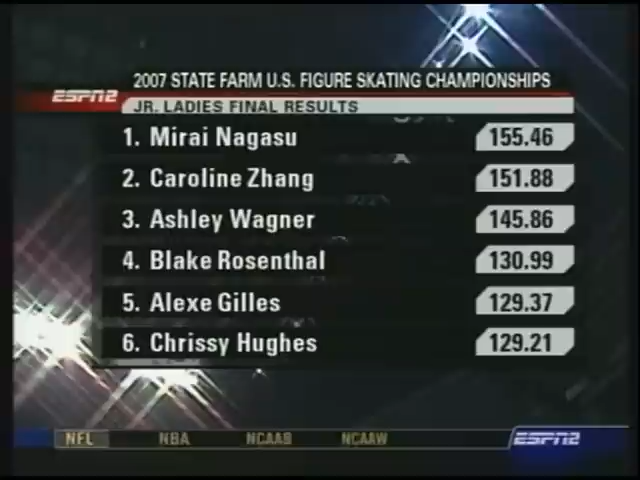 2007 STATE FARM U.S. FIGURE SKATING CHAMPIONSHIPS
ESPN2
JR. LADIES FINAL RESULTS
1. Mirai Nagasu 155.46
2. Caroline Zhang 151.88
3. Ashley Wagner 145.86
4. Blake Rosenthal 130.99
5. Alexe Gilles 129.37
6. Chrissy Hughes 129.21
NFL NBA NCAAB NCAAW ESPN2